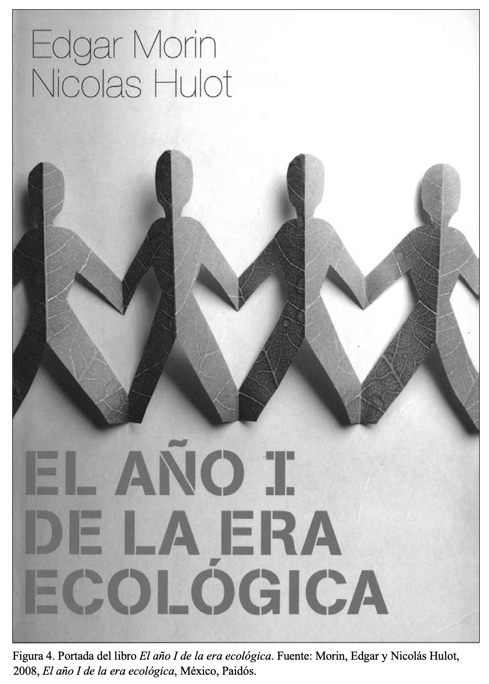 Edgar Morin
Nicolas Hulot
EL AÑO I
DE LA ERA
ECOLÓGICA
Figura 4. Portada del libro El año I de la era ecológica. Fuente: Morin, Edgar y Nicolás Hulot,
2008, El año I de la era ecológica, México, Paidós.